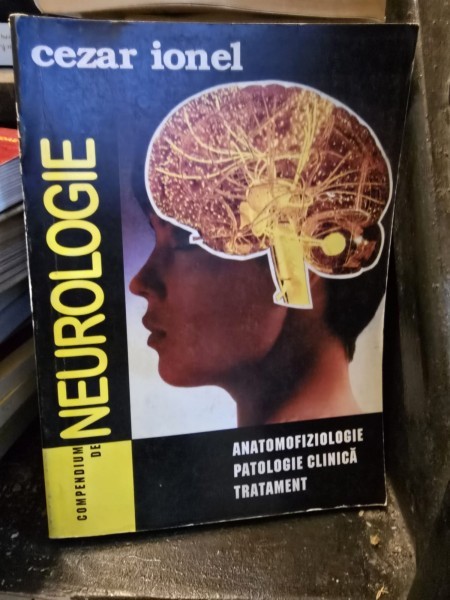 cezar ionel
COMPENDIUM
DE
NEUROLOGIE
ANATOMOFIZIOLOGIE
PATOLOGIE CLINICĂ
TRATAMENT